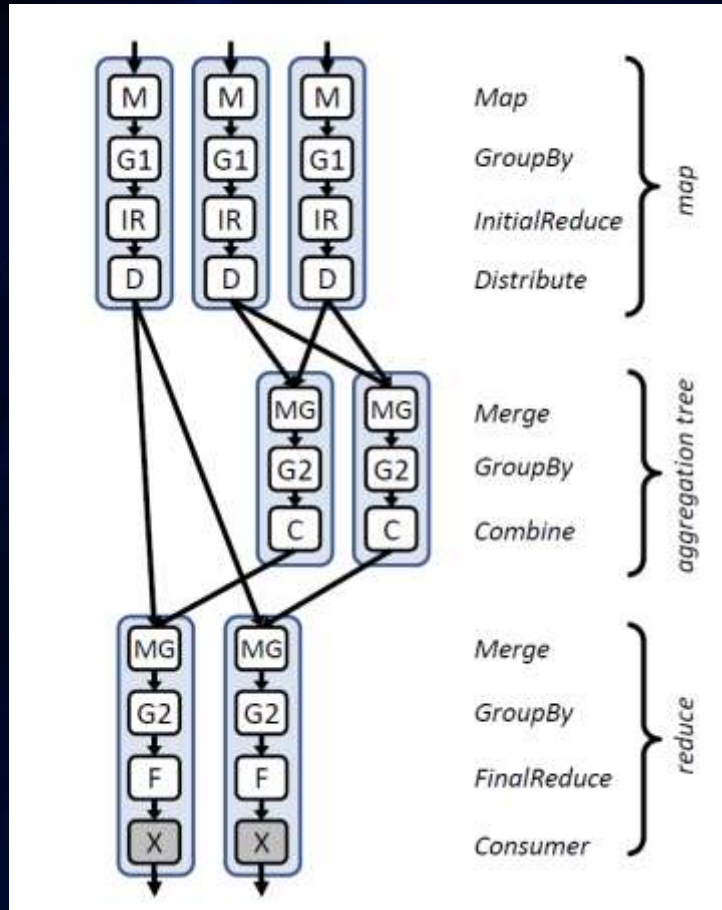 M M M Map
G1 G1 G1 GroupBy
IR IR IR InitialReduce
D D D Distribute
map
MG MG Merge
G2 G2 GroupBy
C C Combine
aggregation tree
MG MG Merge
G2 G2 GroupBy
F F FinalReduce
X X Consumer
reduce